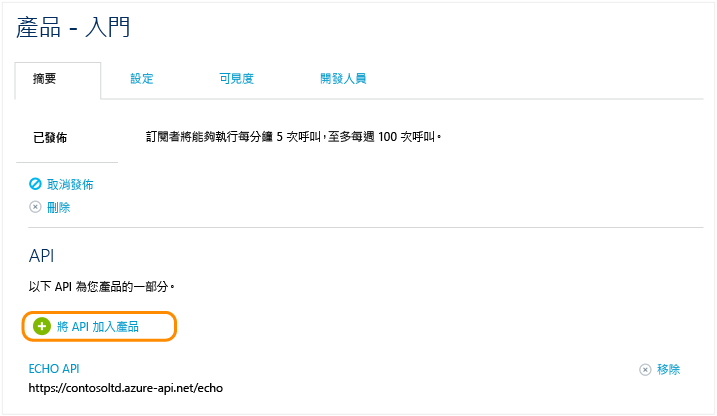 產品 - 入門
摘要 設定 可見度 開發人員
已發佈 訂閱者將能夠執行每分鐘 5 次呼叫，至多每週 100 次呼叫。
取消發佈
刪除
API
以下 API 為您產品的一部分。
將 API 加入產品
ECHO API 移除
https://contosoltd.azure-api.net/echo